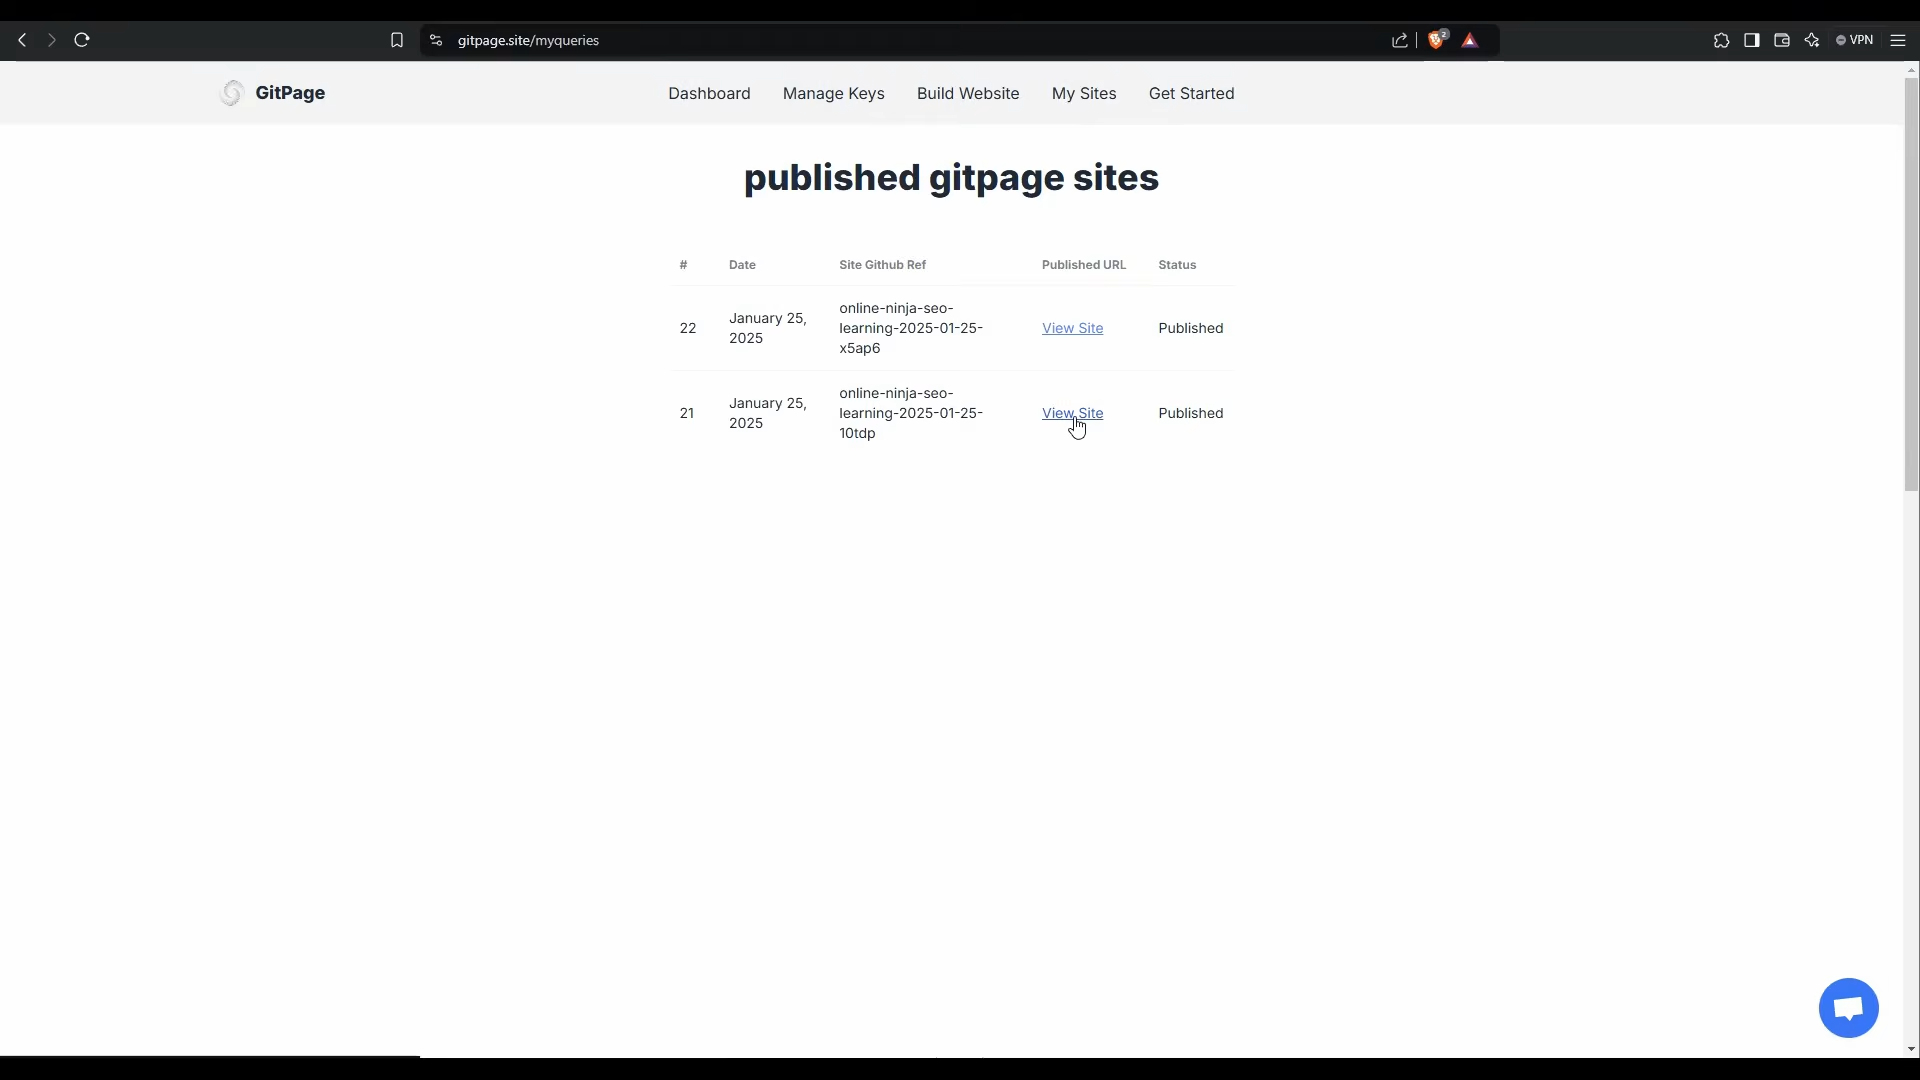 gitpage.site/myqueries
2
VPN
GitPage
Dashboard Manage Keys Build Website My Sites Get Started
published gitpage sites
# Date Site Github Ref Published URL Status
22 January 25, 2025 online-ninja-seo-learning-2025-01-25-x5ap6 View Site Published
21 January 25, 2025 online-ninja-seo-learning-2025-01-25-10tdp View Site Published